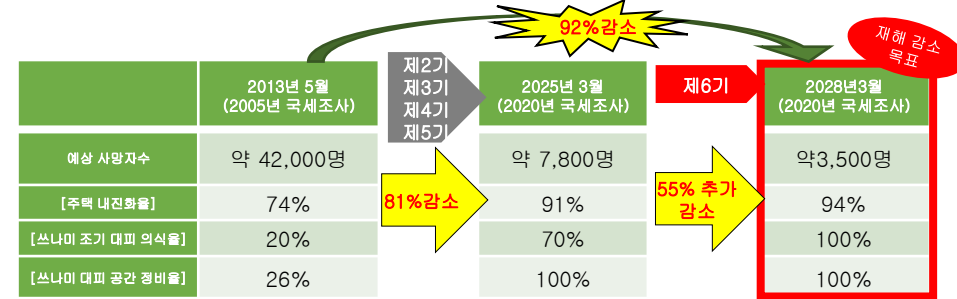 92%감소
재해 감소
목표
2013년 5월
(2005년 국세조사)
제2기
제3기
제4기
제5기
2025년 3월
(2020년 국세조사)
제6기
2028년3월
(2020년 국세조사)
예상 사망자수
약 42,000명
약 7,800명
약3,500명
81%감소
55% 추가
감소
[주택 내진화율]
74%
91%
94%
[쓰나미 조기 대피 의식율]
20%
70%
100%
[쓰나미 대피 공간 정비율]
26%
100%
100%